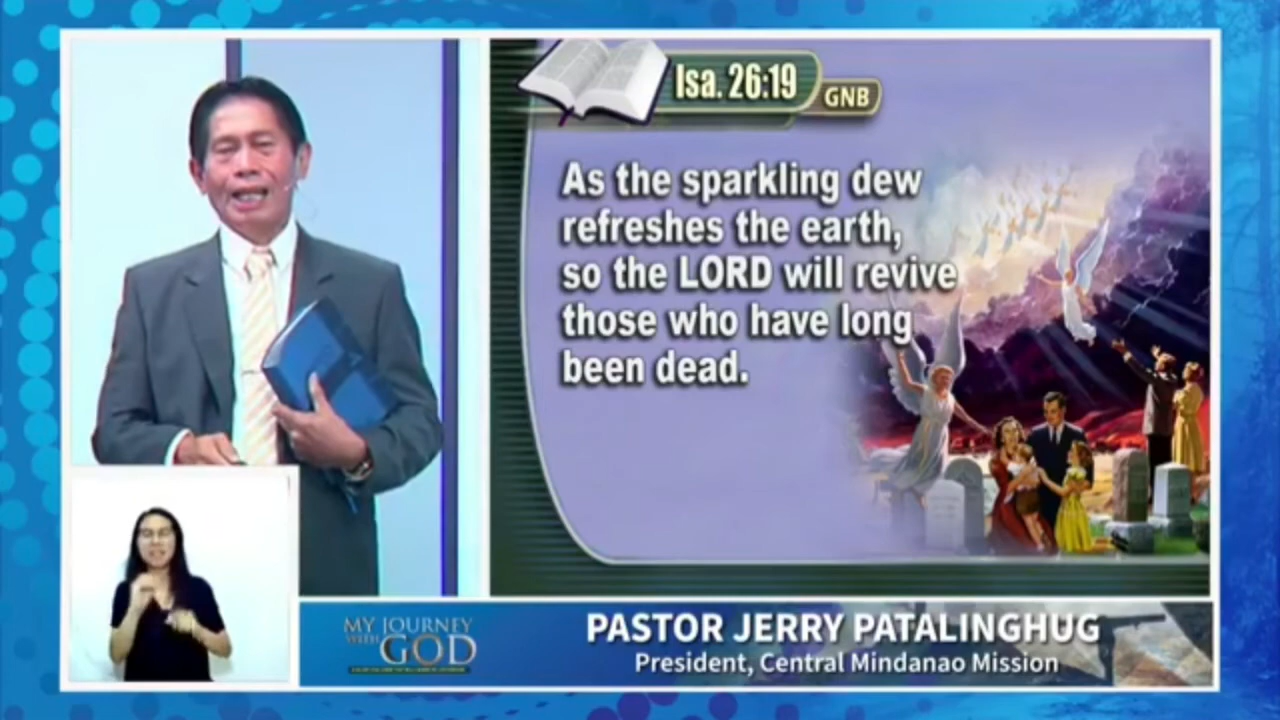 Isa. 26:19
GNB
As the sparkling dew
refreshes the earth,
so the LORD will revive
those who have long
been dead.
MY JOURNEY
WITH
GOD
PASTOR JERRY PATALINGHUG
President, Central Mindanao Mission